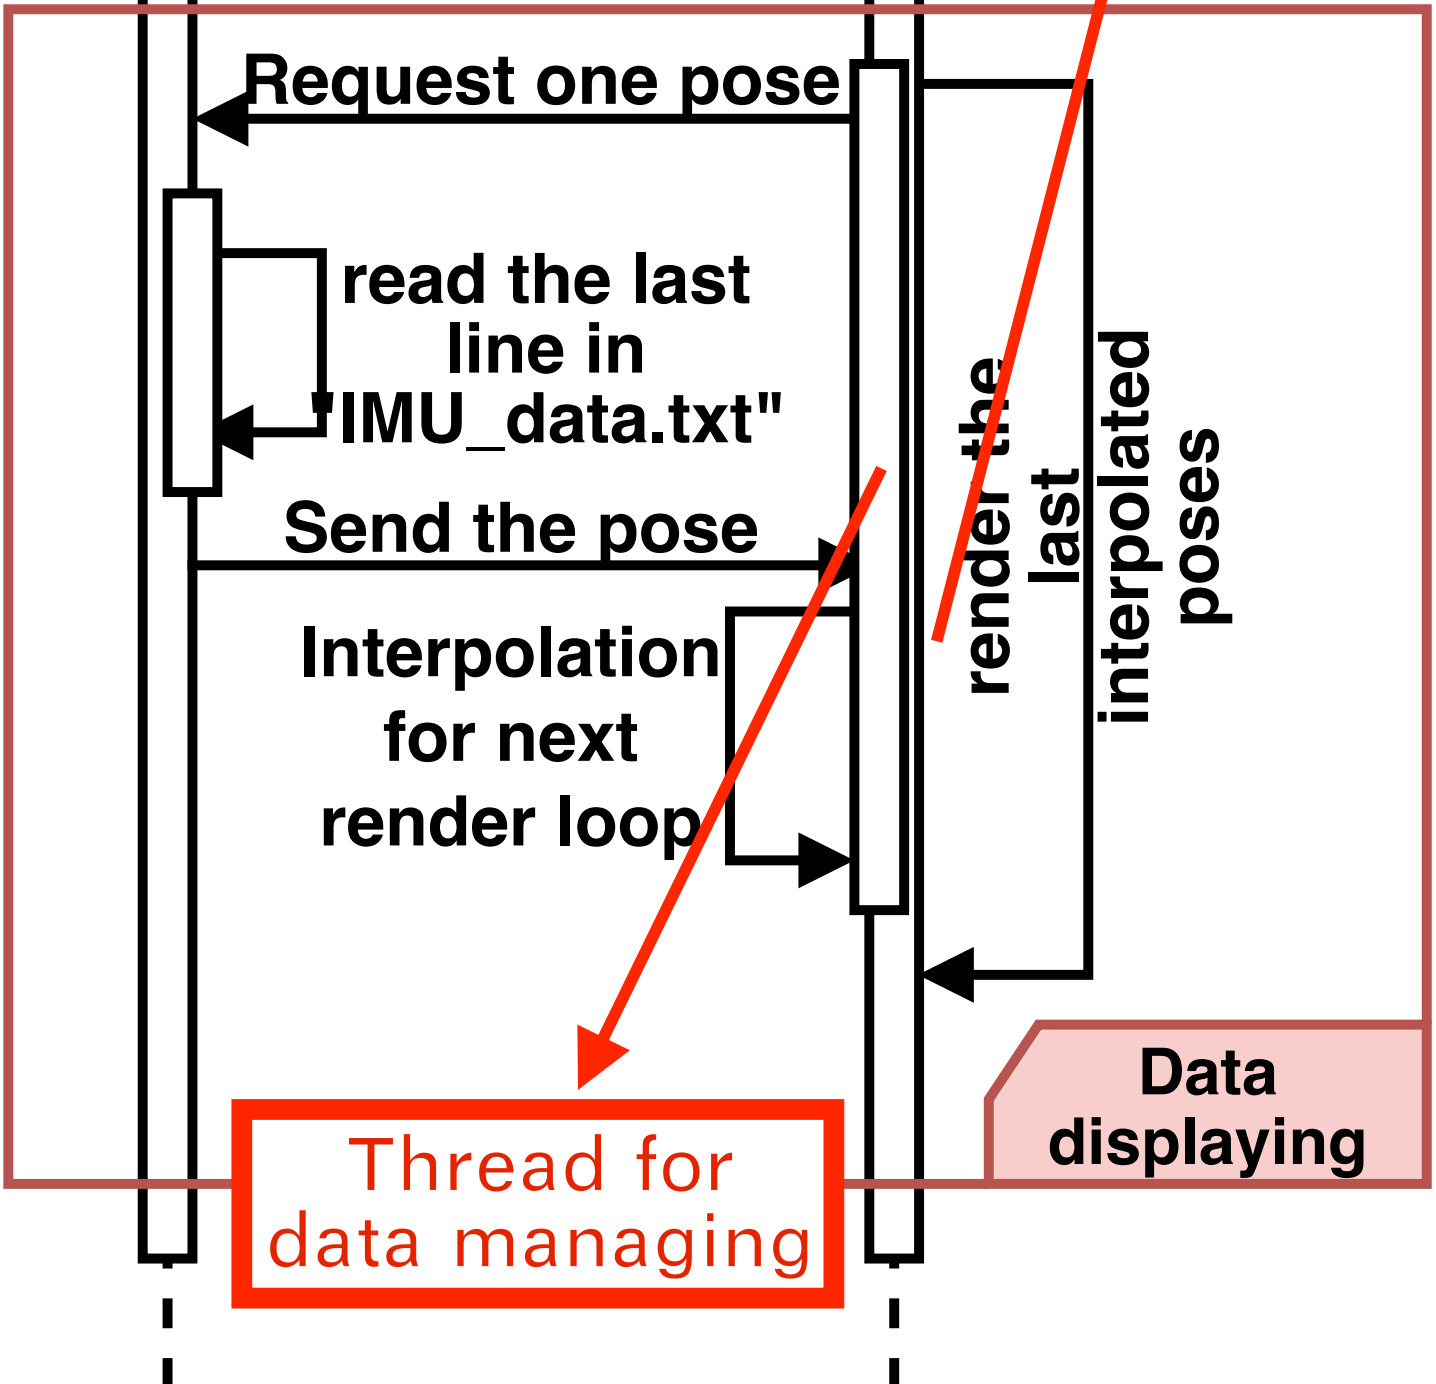 Request one pose
read the last
line in
"IMU_data.txt"
Send the pose
Interpolation
for next
render loop
render the
last
interpolated
poses
Data
displaying
Thread for
data managing